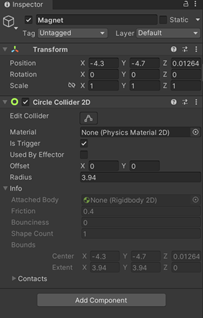 Inspector
Magnet Static
Tag Untagged Layer Default
Transform
Position X -4.3 Y -4.7 Z 0.01264
Rotation X 0 Y 0 Z 0
Scale X 1 Y 1 Z 1
Circle Collider 2D
Edit Collider
Material None (Physics Material 2D)
Is Trigger
Used By Effector
Offset X 0 Y 0
Radius 3.94
Info
Attached Body None (Rigidbody 2D)
Friction 0.4
Bounciness 0
Shape Count 1
Bounds
Center X -4.3 Y -4.7 Z 0.01264
Extent X 3.94 Y 3.94 Z 0
Contacts
Add Component